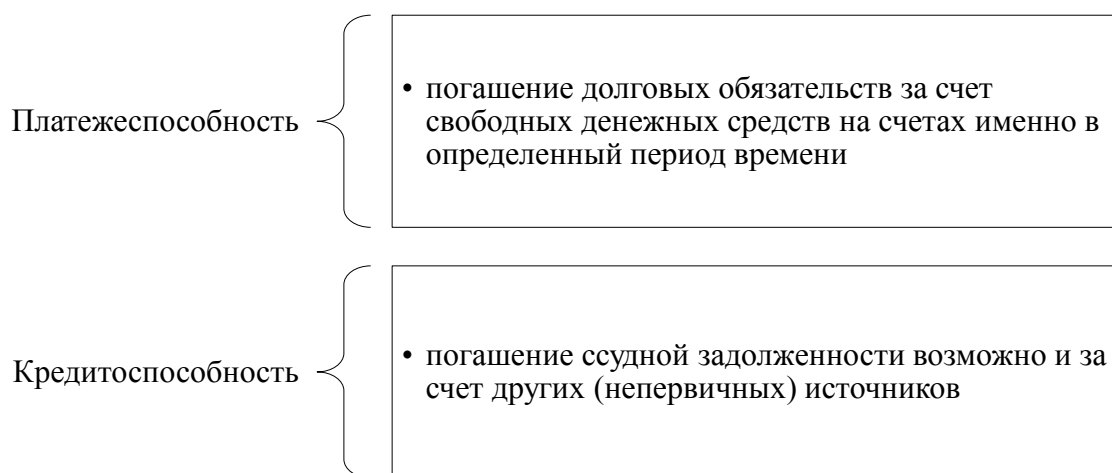 Платежеспособность
• погашение долговых обязательств за счет
свободных денежных средств на счетах именно в
определенный период времени
Кредитоспособность
• погашение ссудной задолженности возможно и за
счет других (непервичных) источников